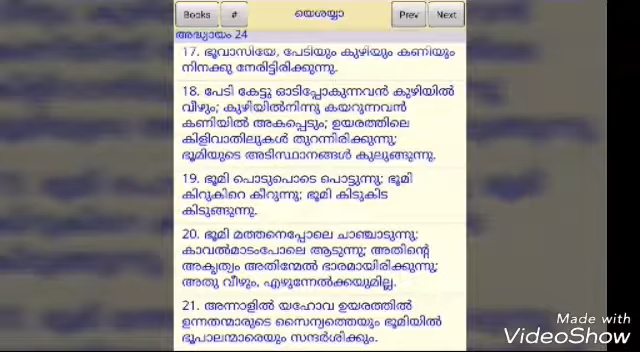 Books # യെശയ്യാ Prev Next
അദ്ധ്യായം 24
17. ഭൂവാസിയേ, പേടിയും കുഴിയും കണിയും
നിനക്കു നേരിട്ടിരിക്കുന്നു.
18. പേടി കേട്ടു ഓടിപ്പോകുന്നവൻ കുഴിയിൽ
വീഴും; കുഴിയിൽനിന്നു കയറുന്നവൻ
കണിയിൽ അകപ്പെടും; ഉയരത്തിലെ
കിളിവാതിലുകൾ തുറന്നിരിക്കുന്നു;
ഭൂമിയുടെ അടിസ്ഥാനങ്ങൾ കുലുങ്ങുന്നു.
19. ഭൂമി പൊടുപൊടെ പൊട്ടുന്നു; ഭൂമി
കിറുകിറെ കീറുന്നു; ഭൂമി കിടുകിട
കിടുങ്ങുന്നു.
20. ഭൂമി മത്തനെപ്പോലെ ചാഞ്ചാടുന്നു;
കാവൽമാടംപോലെ ആടുന്നു; അതിന്റെ
അകൃത്യം അതിന്മേൽ ഭാരമായിരിക്കുന്നു;
അതു വീഴും, എഴുന്നേൽക്കയുമില്ല.
21. അന്നാളിൽ യഹോവ ഉയരത്തിൽ
ഉന്നതന്മാരുടെ സൈന്യത്തെയും ഭൂമിയിൽ
ഭൂപാലന്മാരെയും സന്ദർശിക്കും.
Made with
VideoShow